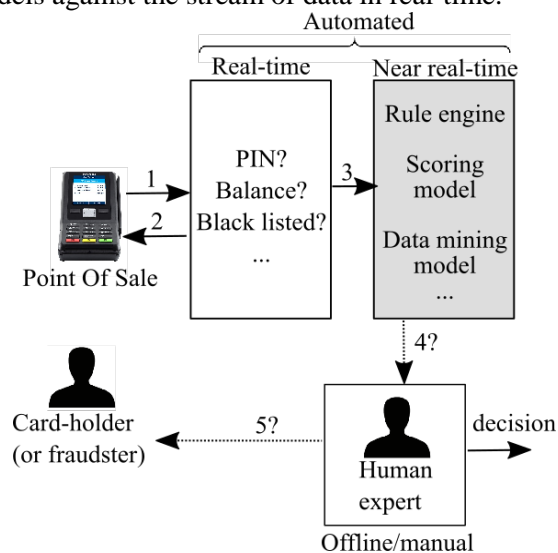 dels against the stream of data in real time.
Automated
Real-time
Near real-time
PIN?
Balance?
Black listed?
...
Rule engine
Scoring
model
Data mining
model
...
1
2
3
Point Of Sale
4?
Card-holder
(or fraudster)
5?
Human
expert
decision
Offline/manual